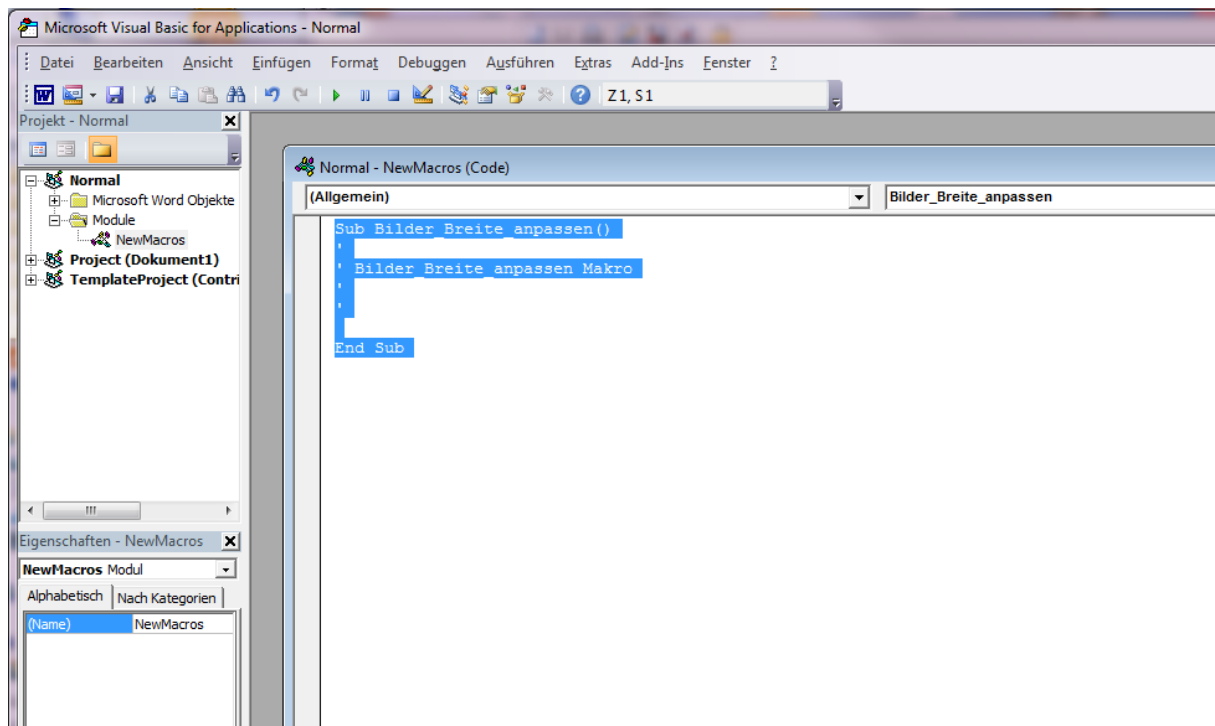 Microsoft Visual Basic for Applications - Normal
Datei Bearbeiten Ansicht Einfügen Format Debuggen Ausführen Extras Add-Ins Fenster ?
Z1, S1
Projekt - Normal
Normal
Microsoft Word Objekte
Module
NewMacros
Project (Dokument1)
TemplateProject (Contri
Eigenschaften - NewMacros
NewMacros Modul
Alphabetisch Nach Kategorien
(Name) NewMacros
Normal - NewMacros (Code)
(Allgemein) Bilder_Breite_anpassen
Sub Bilder_Breite_anpassen()
'
' Bilder_Breite_anpassen Makro
'
'
End Sub